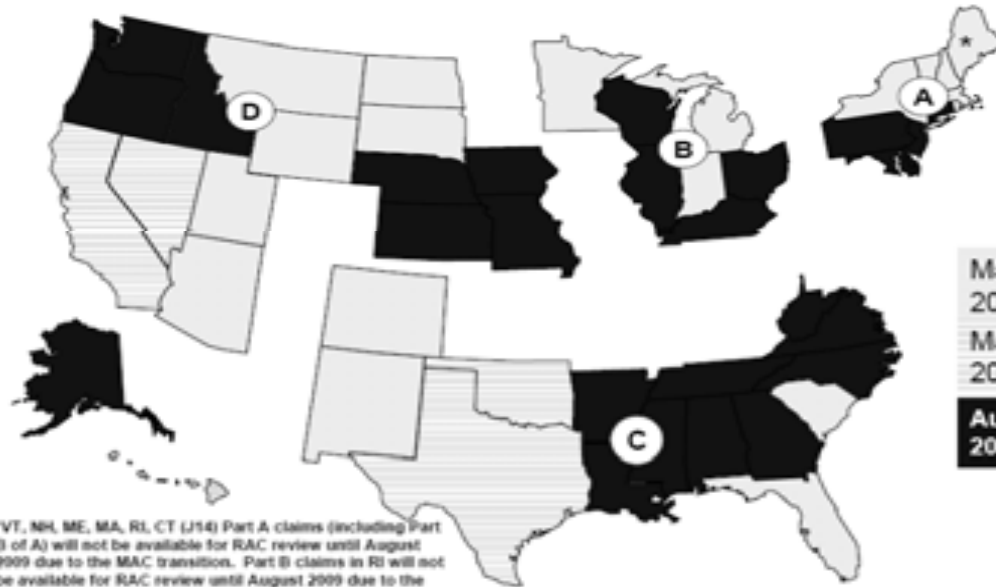 D
B
A
*
C
Ma
20
Ma
20
Au
20
VT, NH, ME, MA, RI, CT (J14) Part A claims (including Part
B of A) will not be available for RAC review until August
2009 due to the MAC transition. Part B claims in RI will not
be available for RAC review until August 2009 due to the